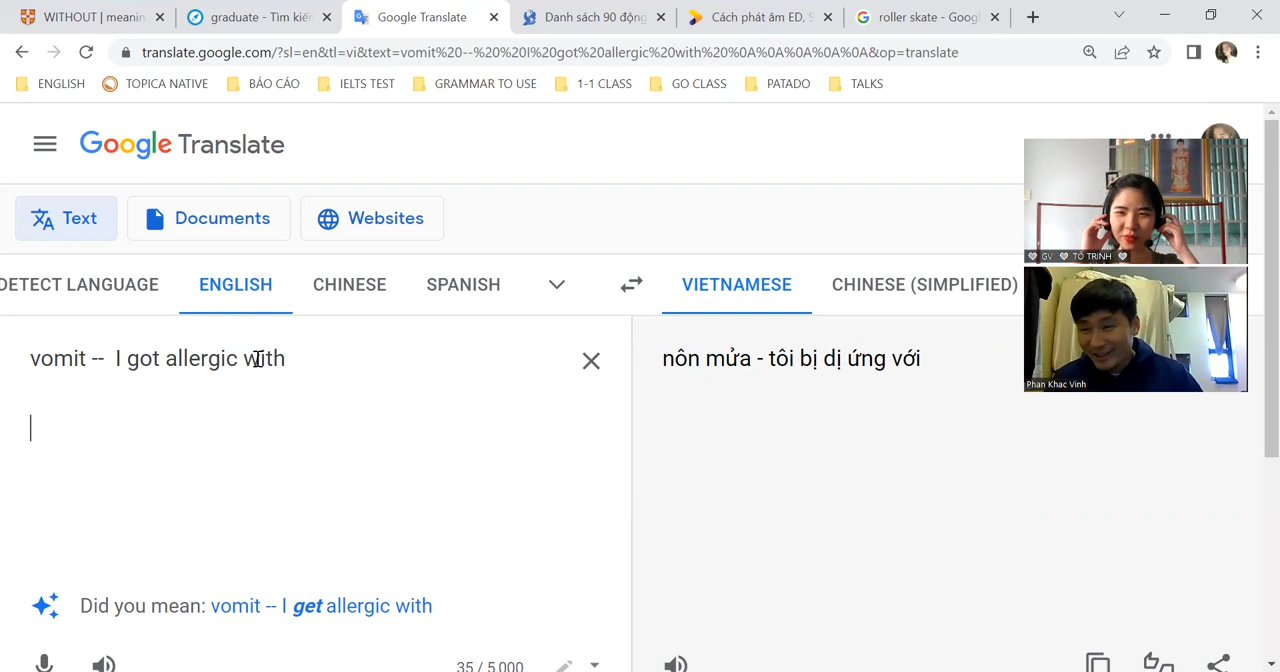 WITHOUT | meanin
graduate - Tìm kiến
Google Translate
Danh sách 90 động
Cách phát âm ED, S
roller skate - Googl
translate.google.com/?sl=en&tl=vi&text=vomit%20--%20%20I%20got%20allergic%20with%20%0A%0A%0A%0A%0A&op=translate
ENGLISH
TOPICA NATIVE
BÁO CÁO
IELTS TEST
GRAMMAR TO USE
1-1 CLASS
GO CLASS
PATADO
TALKS
Google Translate
Text
Documents
Websites
GV TỐ TRINH
DETECT LANGUAGE
ENGLISH
CHINESE
SPANISH
VIETNAMESE
CHINESE (SIMPLIFIED)
vomit -- I got allergic with
nôn mửa - tôi bị dị ứng với
Phan Khac Vinh
Did you mean: vomit -- I get allergic with
35 / 5,000